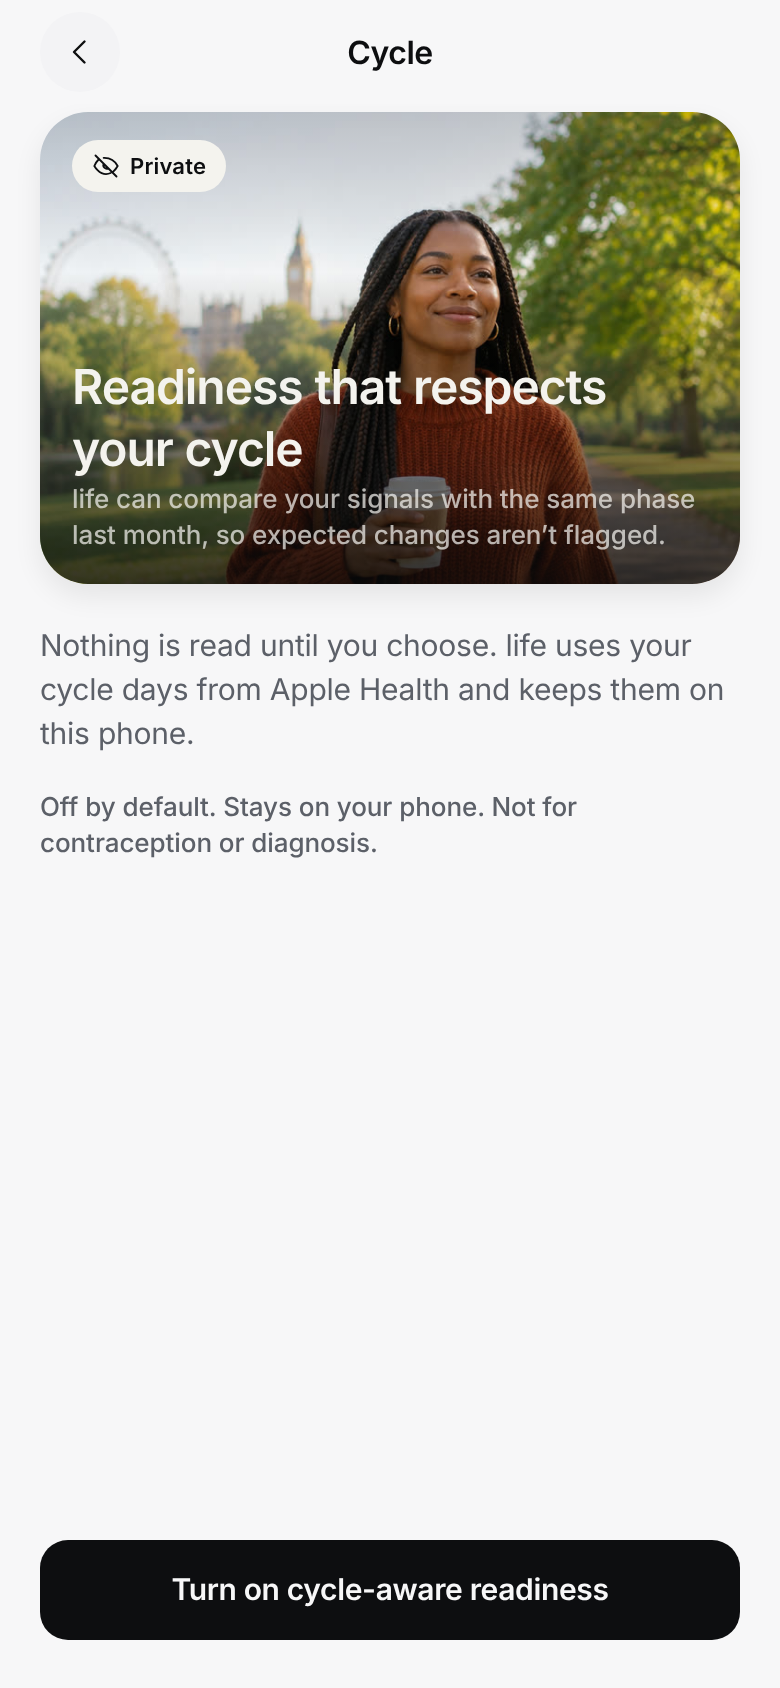 Cycle
Private
Readiness that respects
your cycle
life can compare your signals with the same phase
last month, so expected changes aren’t flagged.
Nothing is read until you choose. life uses your
cycle days from Apple Health and keeps them on
this phone.
Off by default. Stays on your phone. Not for
contraception or diagnosis.
Turn on cycle-aware readiness